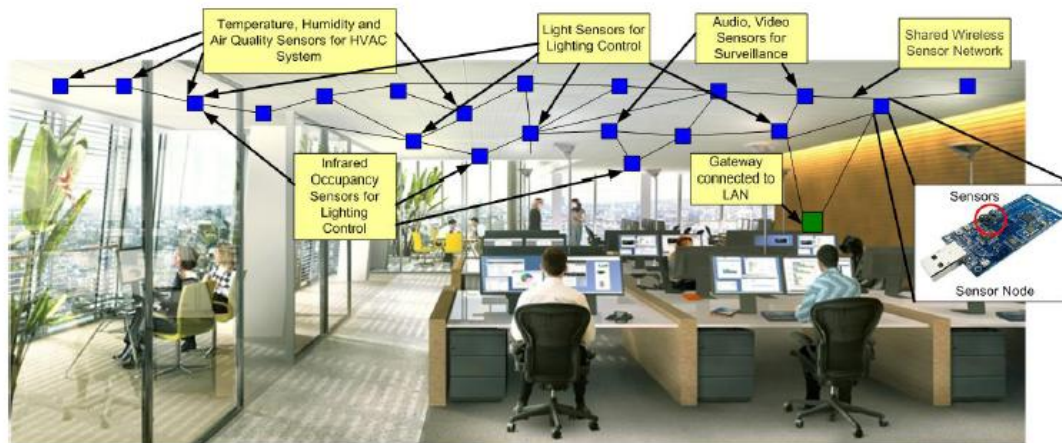 Temperature, Humidity and
Air Quality Sensors for HVAC
System
Light Sensors for
Lighting Control
Audio, Video
Sensors for
Surveillance
Shared Wireless
Sensor Network
Infrared
Occupancy
Sensors for
Lighting
Control
Gateway
connected to
LAN
Sensors
Sensor Node